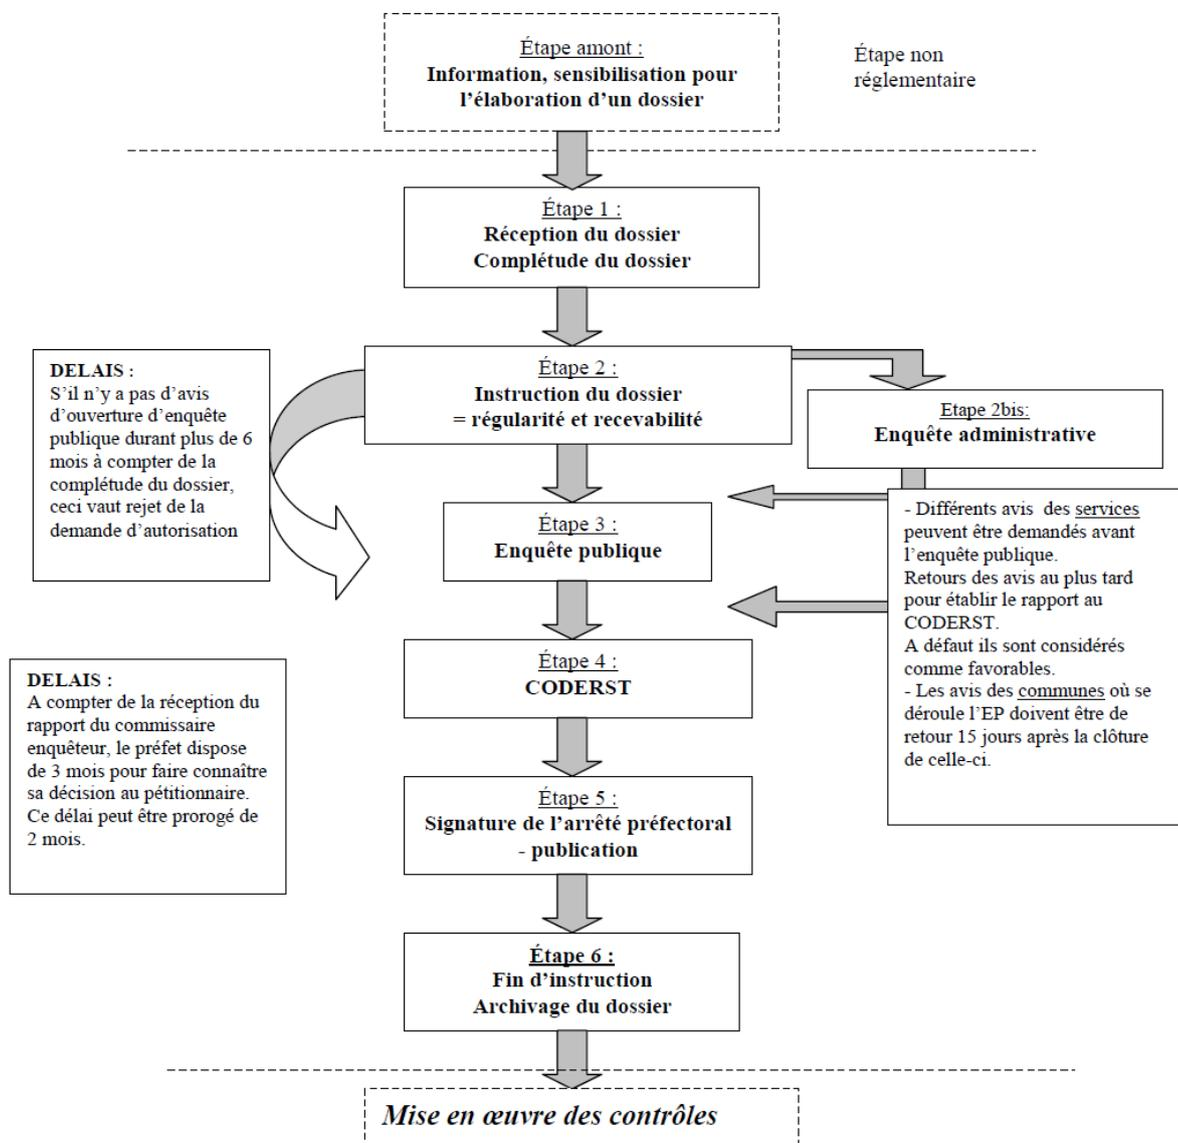 Étape amont :
Information, sensibilisation pour
l’élaboration d’un dossier
Étape non
réglementaire
Étape 1 :
Réception du dossier
Complétude du dossier
Étape 2 :
Instruction du dossier
= régularité et recevabilité
DELAIS :
S’il n’y a pas d’avis
d’ouverture d’enquête
publique durant plus de 6
mois à compter de la
complétude du dossier,
ceci vaut rejet de la
demande d’autorisation
Etape 2bis:
Enquête administrative
- Différents avis des services
peuvent être demandés avant
l’enquête publique.
Retours des avis au plus tard
pour établir le rapport au
CODERST.
A défaut ils sont considérés
comme favorables.
- Les avis des communes où se
déroule l’EP doivent être de
retour 15 jours après la clôture
de celle-ci.
Étape 3 :
Enquête publique
Étape 4 :
CODERST
DELAIS :
A compter de la réception du
rapport du commissaire
enquêteur, le préfet dispose
de 3 mois pour faire connaître
sa décision au pétitionnaire.
Ce délai peut être prorogé de
2 mois.
Étape 5 :
Signature de l’arrêté préfectoral
- publication
Étape 6 :
Fin d’instruction
Archivage du dossier
Mise en œuvre des contrôles